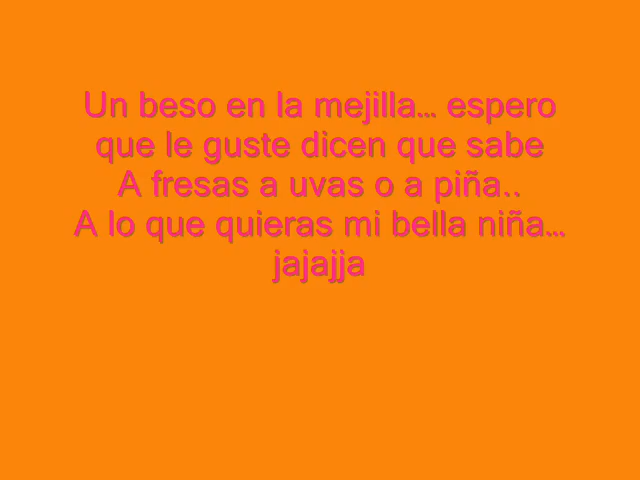 Un beso en la mejilla... espero
que le guste dicen que sabe
A fresas a uvas o a piña..
A lo que quieras mi bella niña...
jajajja